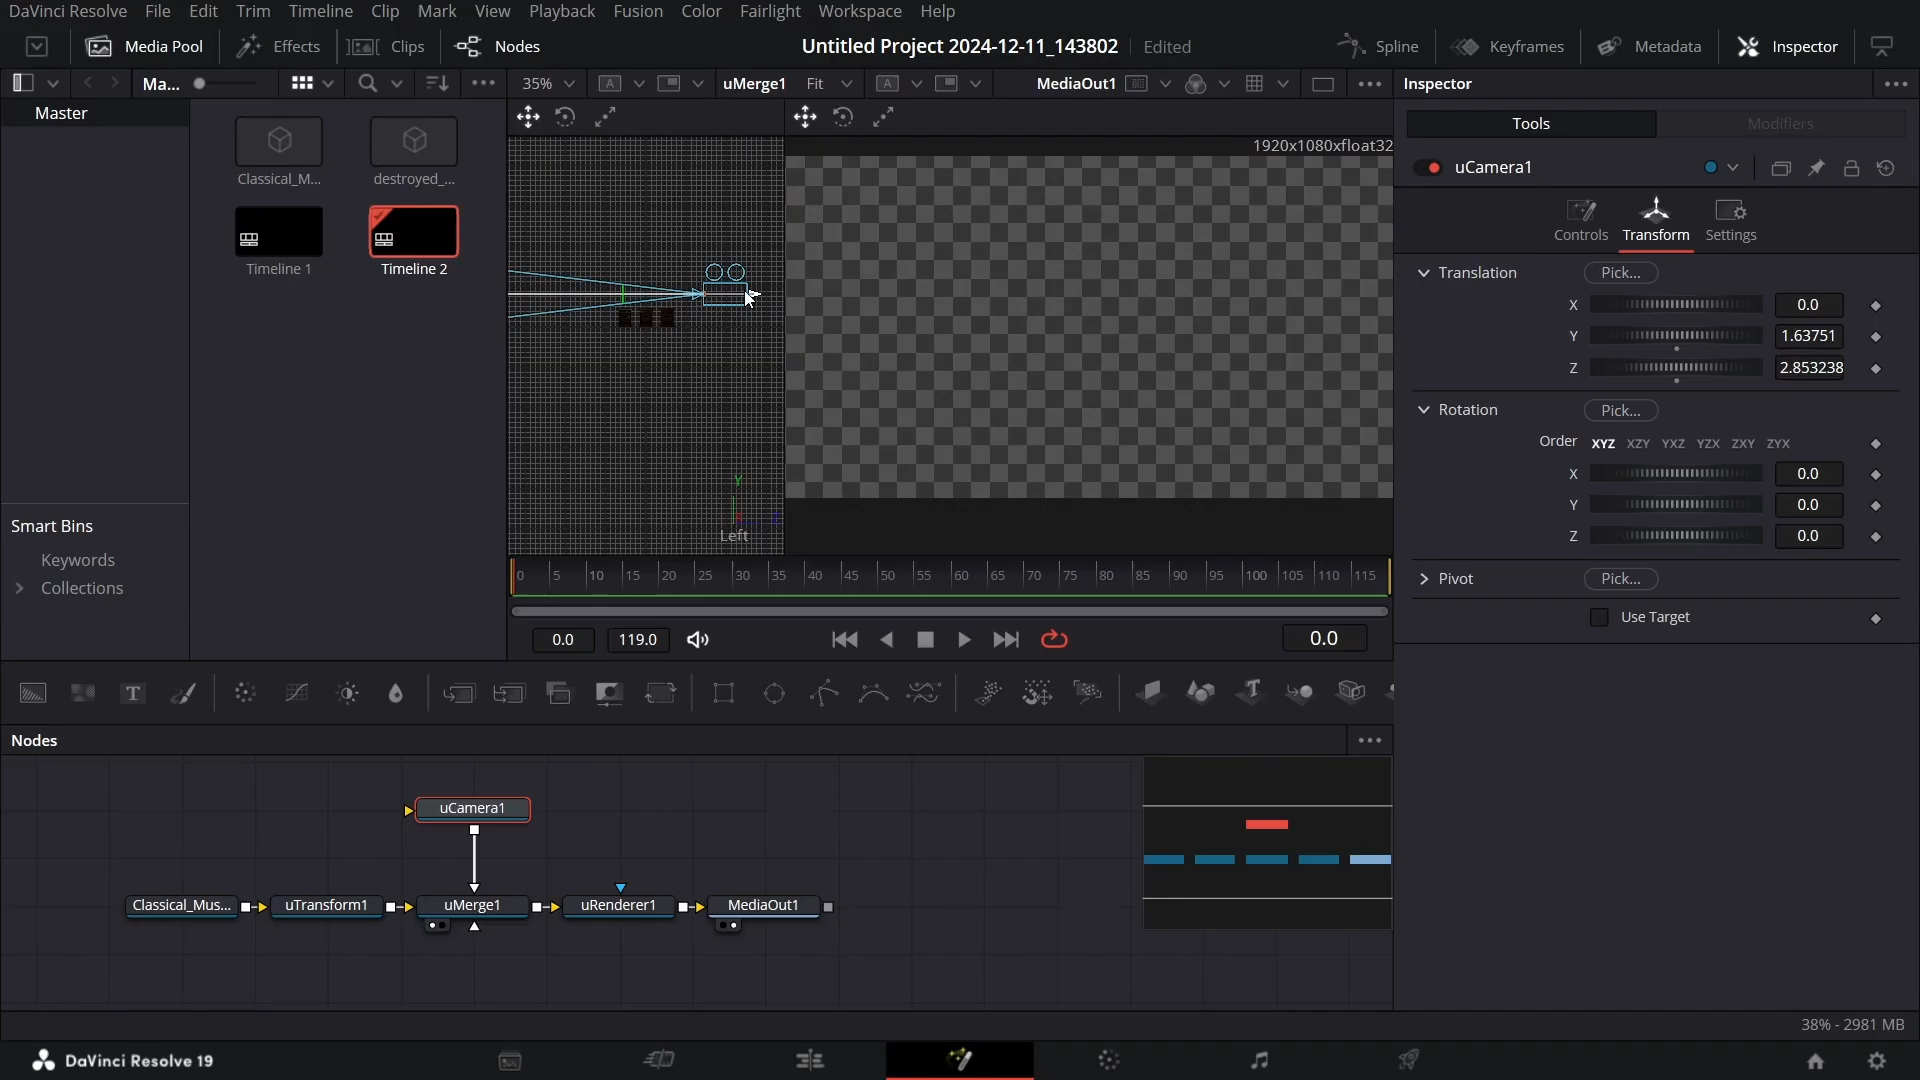 DaVinci Resolve File Edit Trim Timeline Clip Mark View Playback Fusion Color Fairlight Workspace Help
Media Pool Effects Clips Nodes Untitled Project 2024-12-11_143802 Edited Spline Keyframes Metadata Inspector
Ma... 35% A uMerge1 Fit A MediaOut1 Inspector
Master
Tools Modifiers
1920x1080xfloat32
uCamera1
Classical_M... destroyed_...
Controls Transform Settings
Timeline 1 Timeline 2
Translation Pick...
X 0.0
Y 1.63751
Z 2.853238
Rotation Pick...
Order XYZ XZY YXZ YZX ZXY ZYX
X 0.0
Y 0.0
Z 0.0
Y
Z
Left
Pivot Pick...
Use Target
Smart Bins
Keywords
Collections
0 5 10 15 20 25 30 35 40 45 50 55 60 65 70 75 80 85 90 95 100 105 110 115
0.0 119.0 0.0
T T
Nodes
uCamera1
Classical_Mus... uTransform1 uMerge1 uRenderer1 MediaOut1
38% - 2981 MB
DaVinci Resolve 19